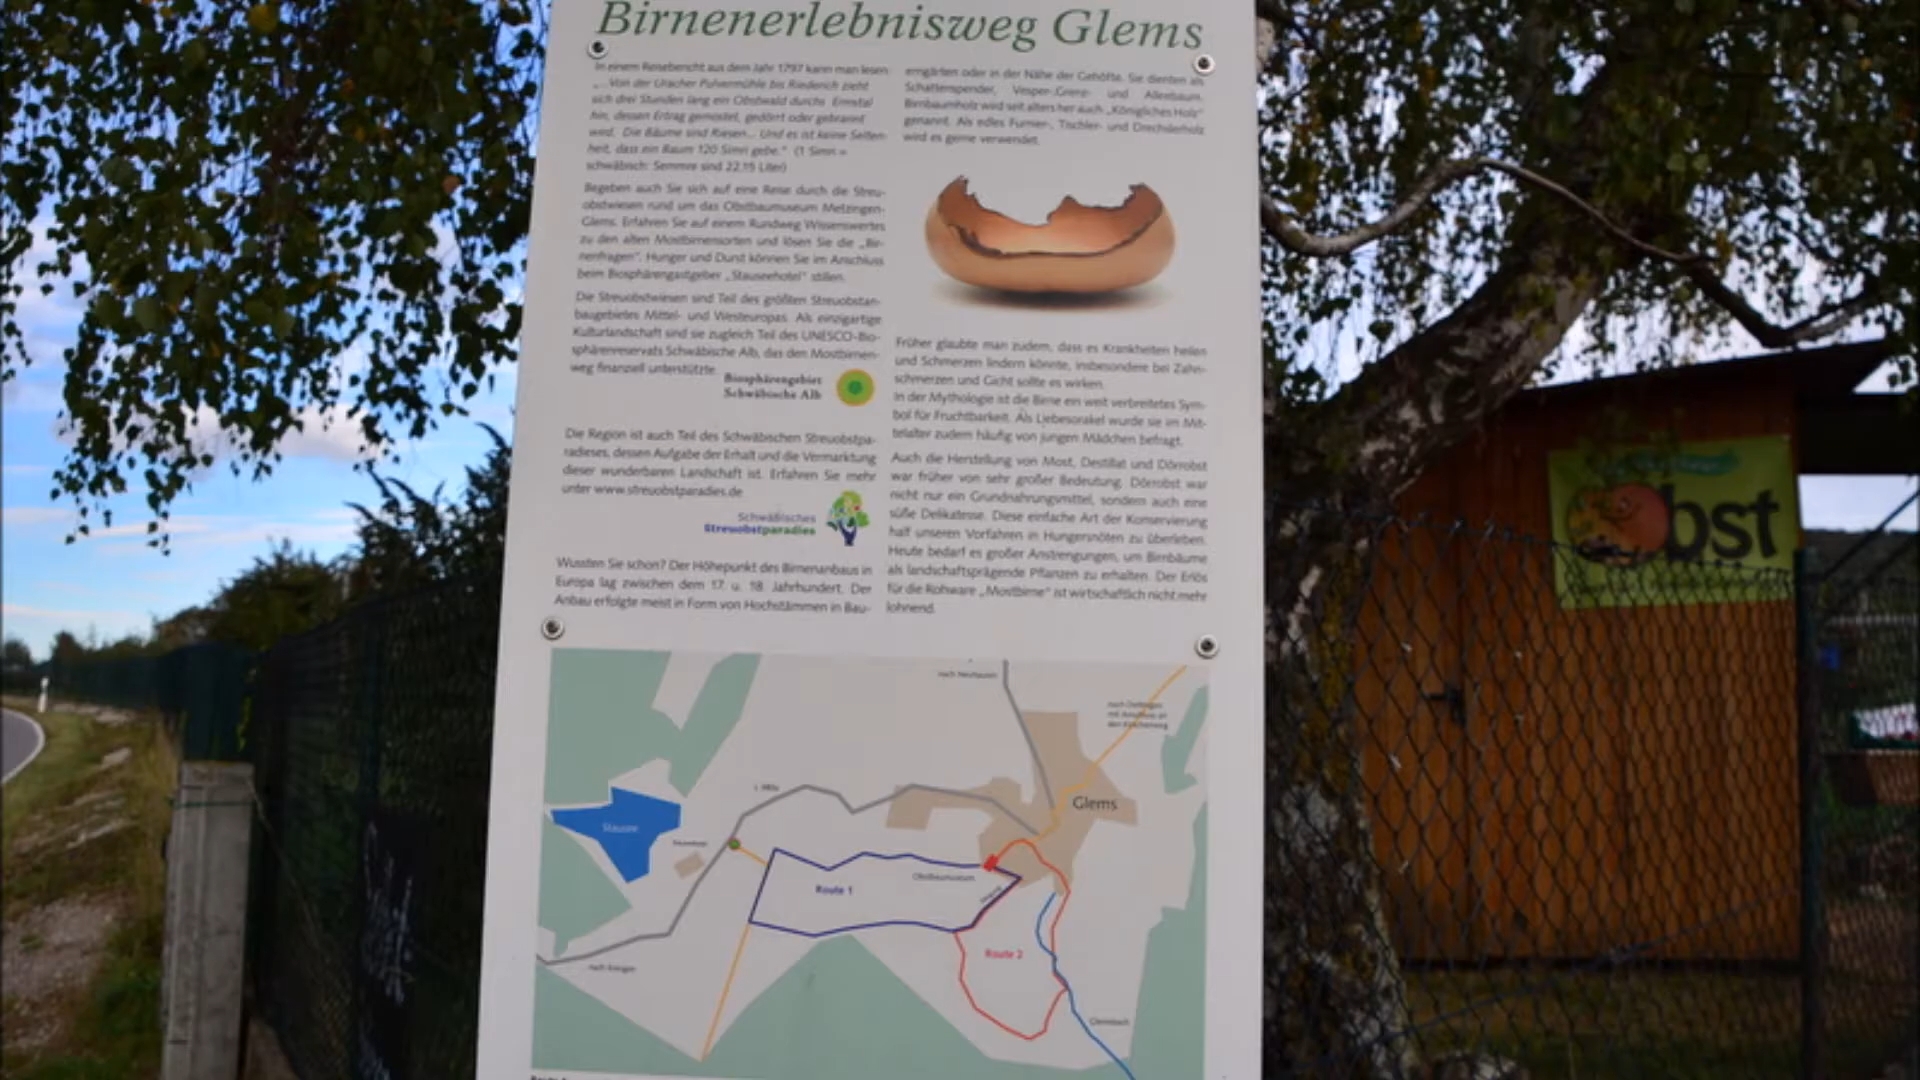 Birnenerlebnisweg Glems
In einem Reisebericht aus dem Jahr 1797 kann man lesen:
„... Von der Uracher Pulvermühle bis Riederich zieht
sich drei Stunden lang ein Obstwald durchs Ermstal
hin, dessen Ertrag gemostet, gedörrt oder gebrannt
wird. Die Bäume sind Riesen... Und es ist keine Selten-
heit, dass ein Baum 120 Simri gebe.“ (1 Simri =
schwäbisch: Semmre sind 22,15 Liter)
Begeben auch Sie sich auf eine Reise durch die Streu-
obstwiesen rund um das Obstbaumuseum Metzingen-
Glems. Erfahren Sie auf einem Rundweg Wissenswertes
zu den alten Mostbirnensorten und lösen Sie die „Bir-
nenfragen“. Hunger und Durst können Sie im Anschluss
beim Biosphärengastgeber „Stauseehotel“ stillen.
Die Streuobstwiesen sind Teil des größten Streuobstan-
baugebietes Mittel- und Westeuropas. Als einzigartige
Kulturlandschaft sind sie zugleich Teil des UNESCO-Bio-
sphärenreservats Schwäbische Alb, das den Mostbirnen-
weg finanziell unterstützte.
Biosphärengebiet
Schwäbische Alb
Die Region ist auch Teil des Schwäbischen Streuobstpa-
radieses, dessen Aufgabe der Erhalt und die Vermarktung
dieser wunderbaren Landschaft ist. Erfahren Sie mehr
unter www.streuobstparadies.de
Schwäbisches
Streuobstparadies
Wussten Sie schon? Der Höhepunkt des Birnenanbaus in
Europa lag zwischen dem 17. u. 18. Jahrhundert. Der
Anbau erfolgte meist in Form von Hochstämmen in Bau-
erngärten oder in der Nähe der Gehöfte. Sie dienten als
Schattenspender, Vesper-,Grenz- und Alleebaum.
Birnbaumholz wird seit alters her auch „Königliches Holz“
genannt. Als edles Furnier-, Tischler- und Drechslerholz
wird es gerne verwendet.
Früher glaubte man zudem, dass es Krankheiten heilen
und Schmerzen lindern könnte, insbesondere bei Zahn-
schmerzen und Gicht sollte es wirken.
In der Mythologie ist die Birne ein weit verbreitetes Sym-
bol für Fruchtbarkeit. Als Liebesorakel wurde sie im Mit-
telalter zudem häufig von jungen Mädchen befragt.
Auch die Herstellung von Most, Destillat und Dörrobst
war früher von sehr großer Bedeutung. Dörrobst war
nicht nur ein Grundnahrungsmittel, sondern auch eine
süße Delikatesse. Diese einfache Art der Konservierung
half unseren Vorfahren in Hungersnöten zu überleben.
Heute bedarf es großer Anstrengungen, um Birnbäume
als landschaftsprägende Pflanzen zu erhalten. Der Erlös
für die Rohware „Mostbirne“ ist wirtschaftlich nicht mehr
lohnend.
bst
nach Neuhausen
nach Dettingen
Glems
Stausee
Obstbaumuseum
Route 1
Route 2
nach Eningen
Glemsbach